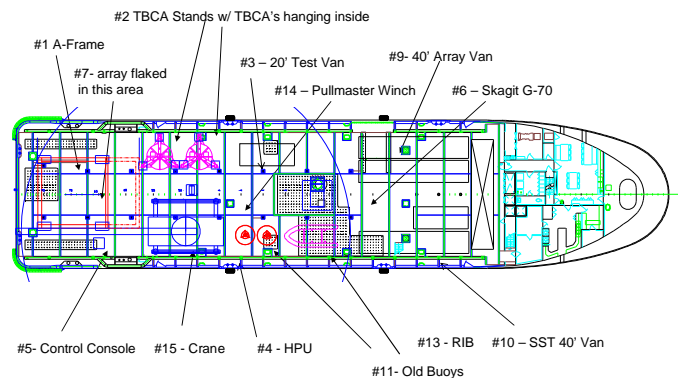 #2 TBCA Stands w/ TBCA's hanging inside
#1 A-Frame
#3 – 20' Test Van
#9- 40' Array Van
#7- array flaked
in this area
#14 – Pullmaster Winch
#6 – Skagit G-70
#5- Control Console
#15 - Crane
#4 - HPU
#13 - RIB
#10 – SST 40' Van
#11- Old Buoys